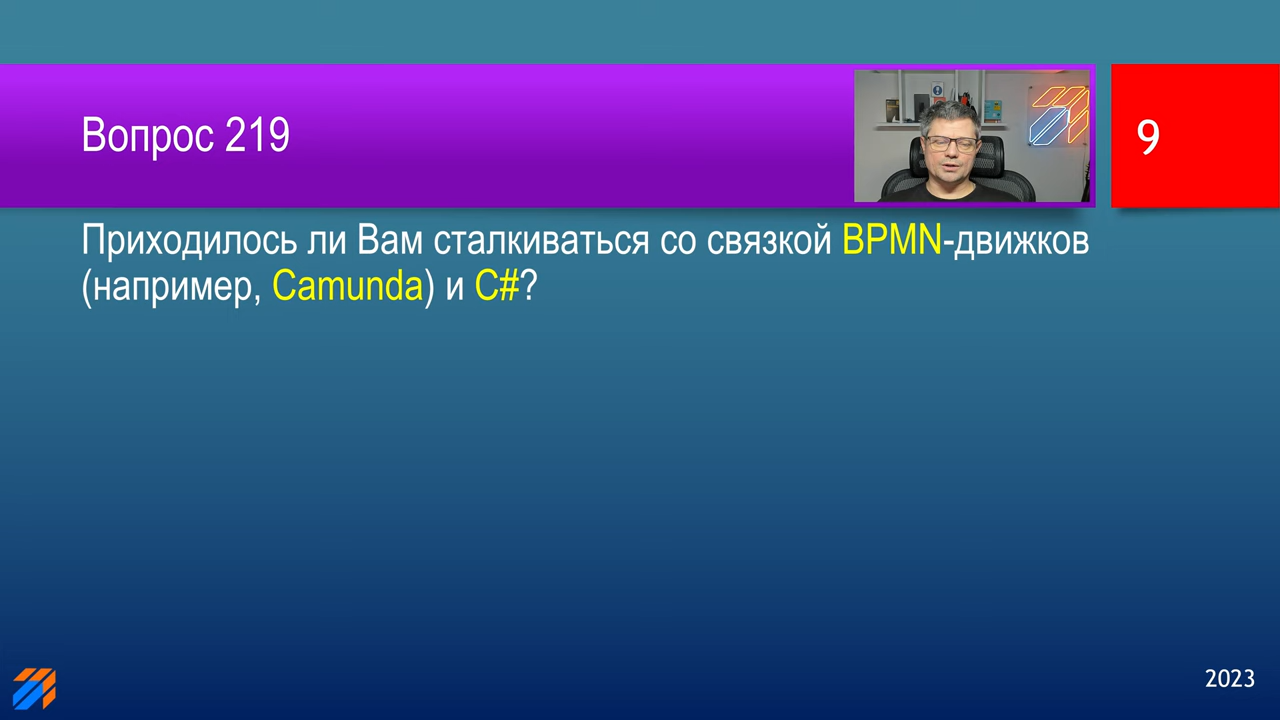 Вопрос 219
9
Приходилось ли Вам сталкиваться со связкой BPMN-движков
(например, Camunda) и C#?
2023